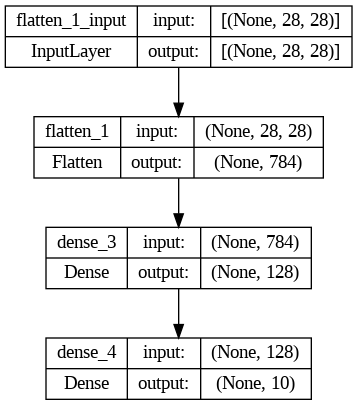 flatten_1_input input: [(None, 28, 28)]
InputLayer output: [(None, 28, 28)]
flatten_1 input: (None, 28, 28)
Flatten output: (None, 784)
dense_3 input: (None, 784)
Dense output: (None, 128)
dense_4 input: (None, 128)
Dense output: (None, 10)